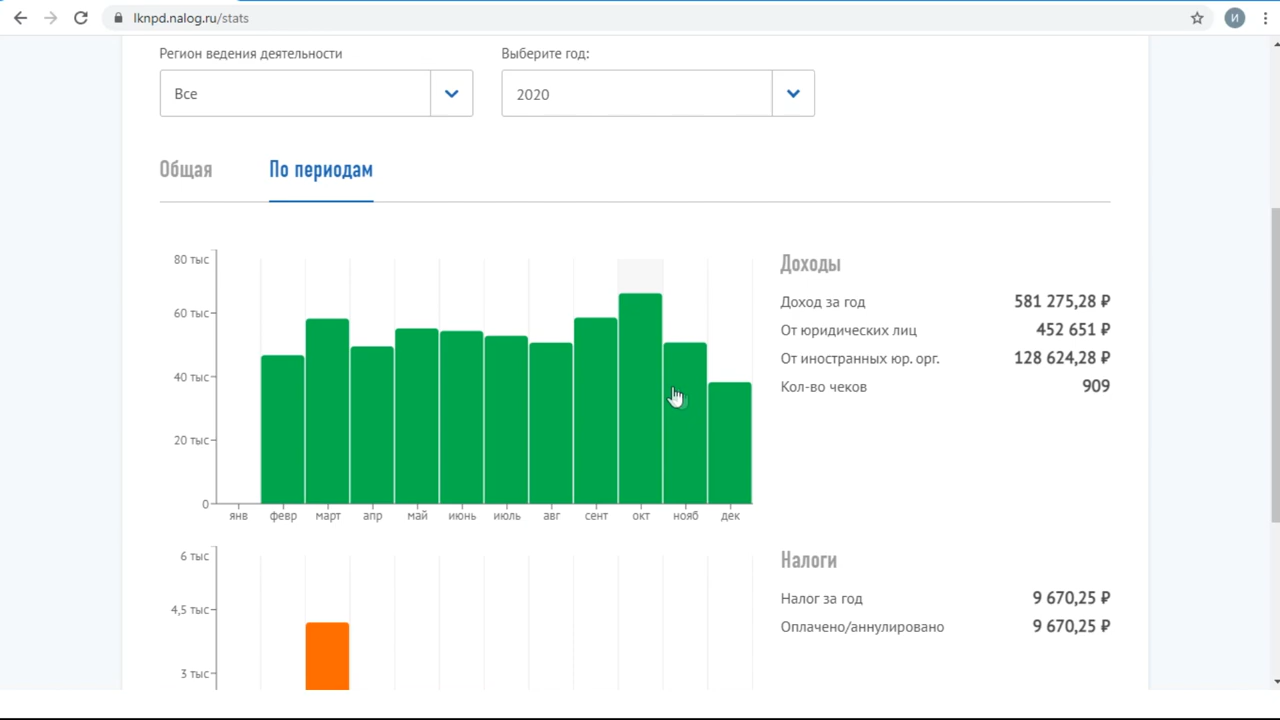 lknpd.nalog.ru/stats
И
Регион ведения деятельности
Выберите год:
Все
2020
Общая
По периодам
80 тыс
60 тыс
40 тыс
20 тыс
0
янв февр март апр май июнь июль авг сент окт нояб дек
Доходы
Доход за год 581 275,28 ₽
От юридических лиц 452 651 ₽
От иностранных юр. орг. 128 624,28 ₽
Кол-во чеков 909
6 тыс
4,5 тыс
3 тыс
Налоги
Налог за год 9 670,25 ₽
Оплачено/аннулировано 9 670,25 ₽